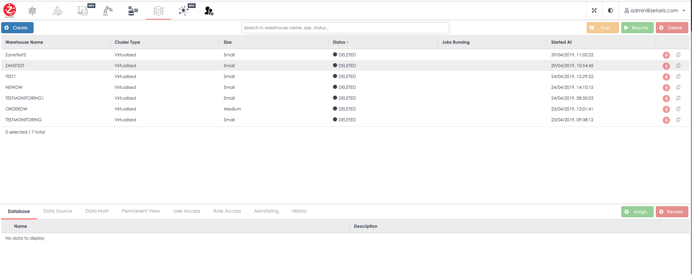 BETA
BETA
admin@zetaris.com
Create
Search in warehouse name, size, status...
Stop
Resume
Delete
Warehouse Name Cluster Type Size Status Jobs Running Started At
ZaneTest2 Virtualised Small DELETED 29/04/2019, 11:02:22
ZANETEST Virtualised Small DELETED 29/04/2019, 10:54:45
TEST1 Virtualised Small DELETED 24/04/2019, 15:29:22
NEWDW Virtualised Small DELETED 24/04/2019, 14:10:15
TESTMONITORING1 Virtualised Small DELETED 24/04/2019, 08:50:03
ORDERDW Virtualised Medium DELETED 23/04/2019, 12:01:41
TESTMONITORING Virtualised Small DELETED 23/04/2019, 09:38:12
0 selected / 7 total
Database Data Source Data Mart Permanent View User Access Role Access Monitoring History
Assign
Revoke
Name Description
No data to display